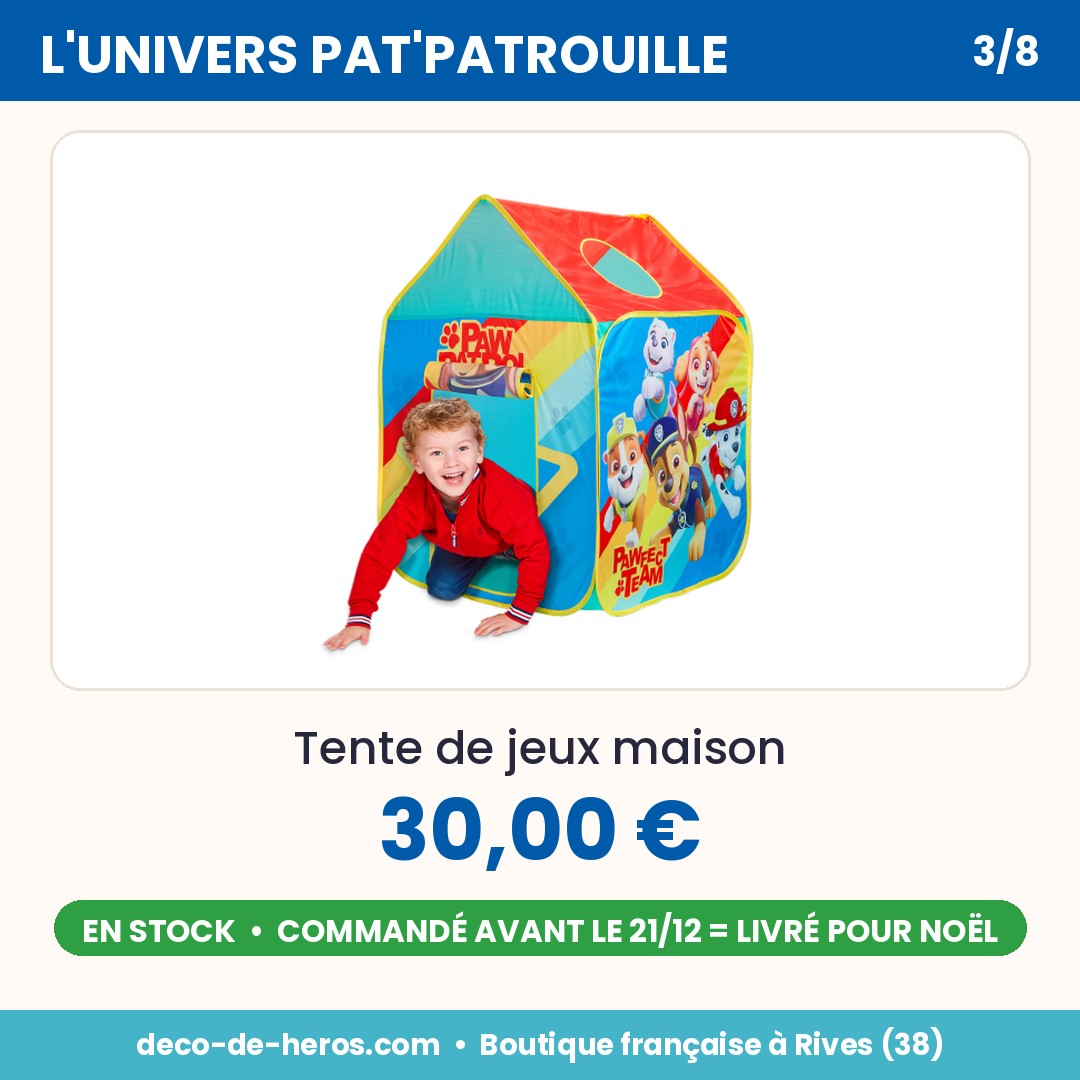 L'UNIVERS PAT'PATROUILLE
3/8
PAW
PATROL
PAWFECT
TEAM
Tente de jeux maison
30,00 €
EN STOCK • COMMANDÉ AVANT LE 21/12 = LIVRÉ POUR NOËL
deco-de-heros.com • Boutique française à Rives (38)